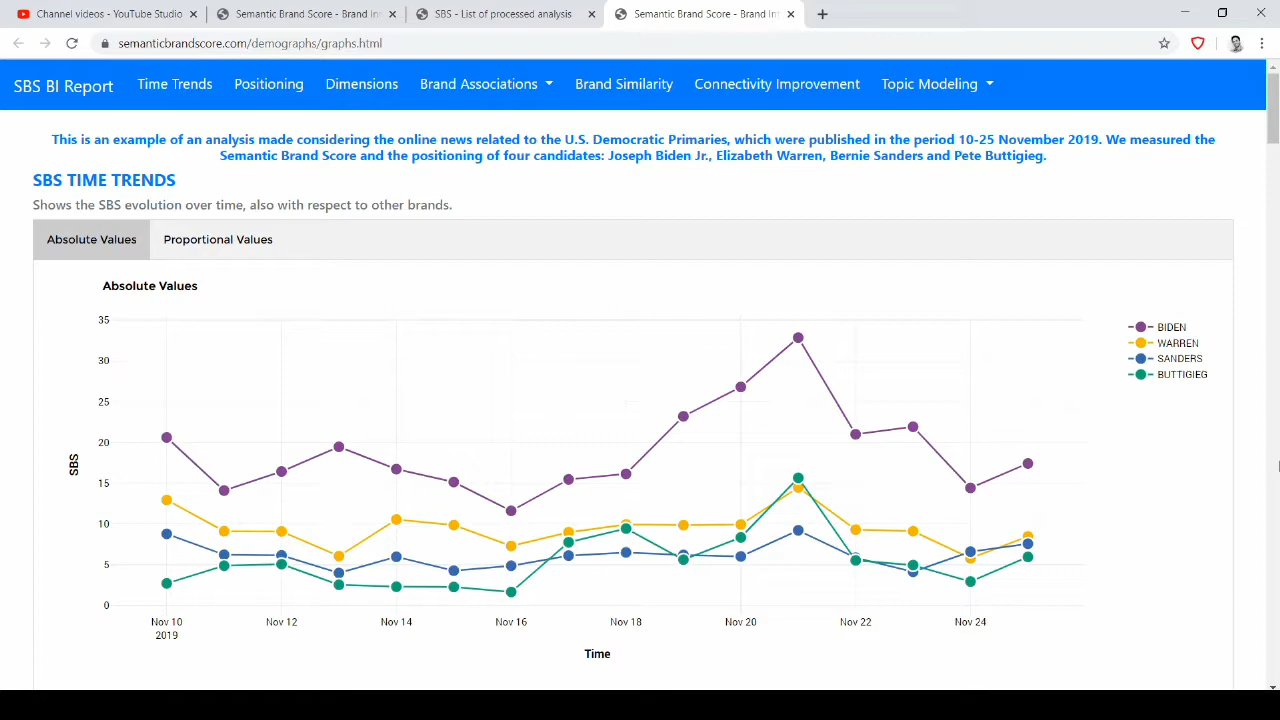 Channel videos - YouTube Studio
Semantic Brand Score - Brand In
SBS - List of processed analysis
Semantic Brand Score - Brand Int
semanticbrandscore.com/demographs/graphs.html
SBS BI Report Time Trends Positioning Dimensions Brand Associations Brand Similarity Connectivity Improvement Topic Modeling
This is an example of an analysis made considering the online news related to the U.S. Democratic Primaries, which were published in the period 10-25 November 2019. We measured the
Semantic Brand Score and the positioning of four candidates: Joseph Biden Jr., Elizabeth Warren, Bernie Sanders and Pete Buttigieg.
SBS TIME TRENDS
Shows the SBS evolution over time, also with respect to other brands.
Absolute Values Proportional Values
Absolute Values
35
30
25
20
15
10
5
0
SBS
Nov 10 Nov 12 Nov 14 Nov 16 Nov 18 Nov 20 Nov 22 Nov 24
2019
Time
BIDEN
WARREN
SANDERS
BUTTIGIEG